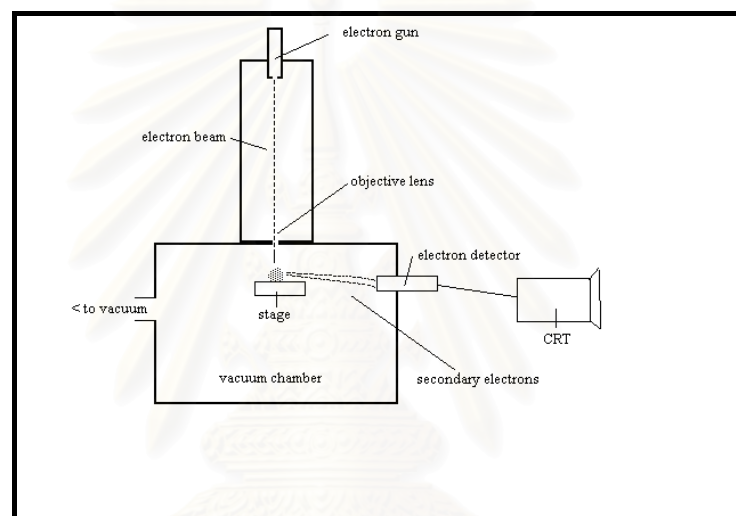 electron gun
electron beam
objective lens
electron detector
< to vacuum
stage
CRT
vacuum chamber
secondary electrons